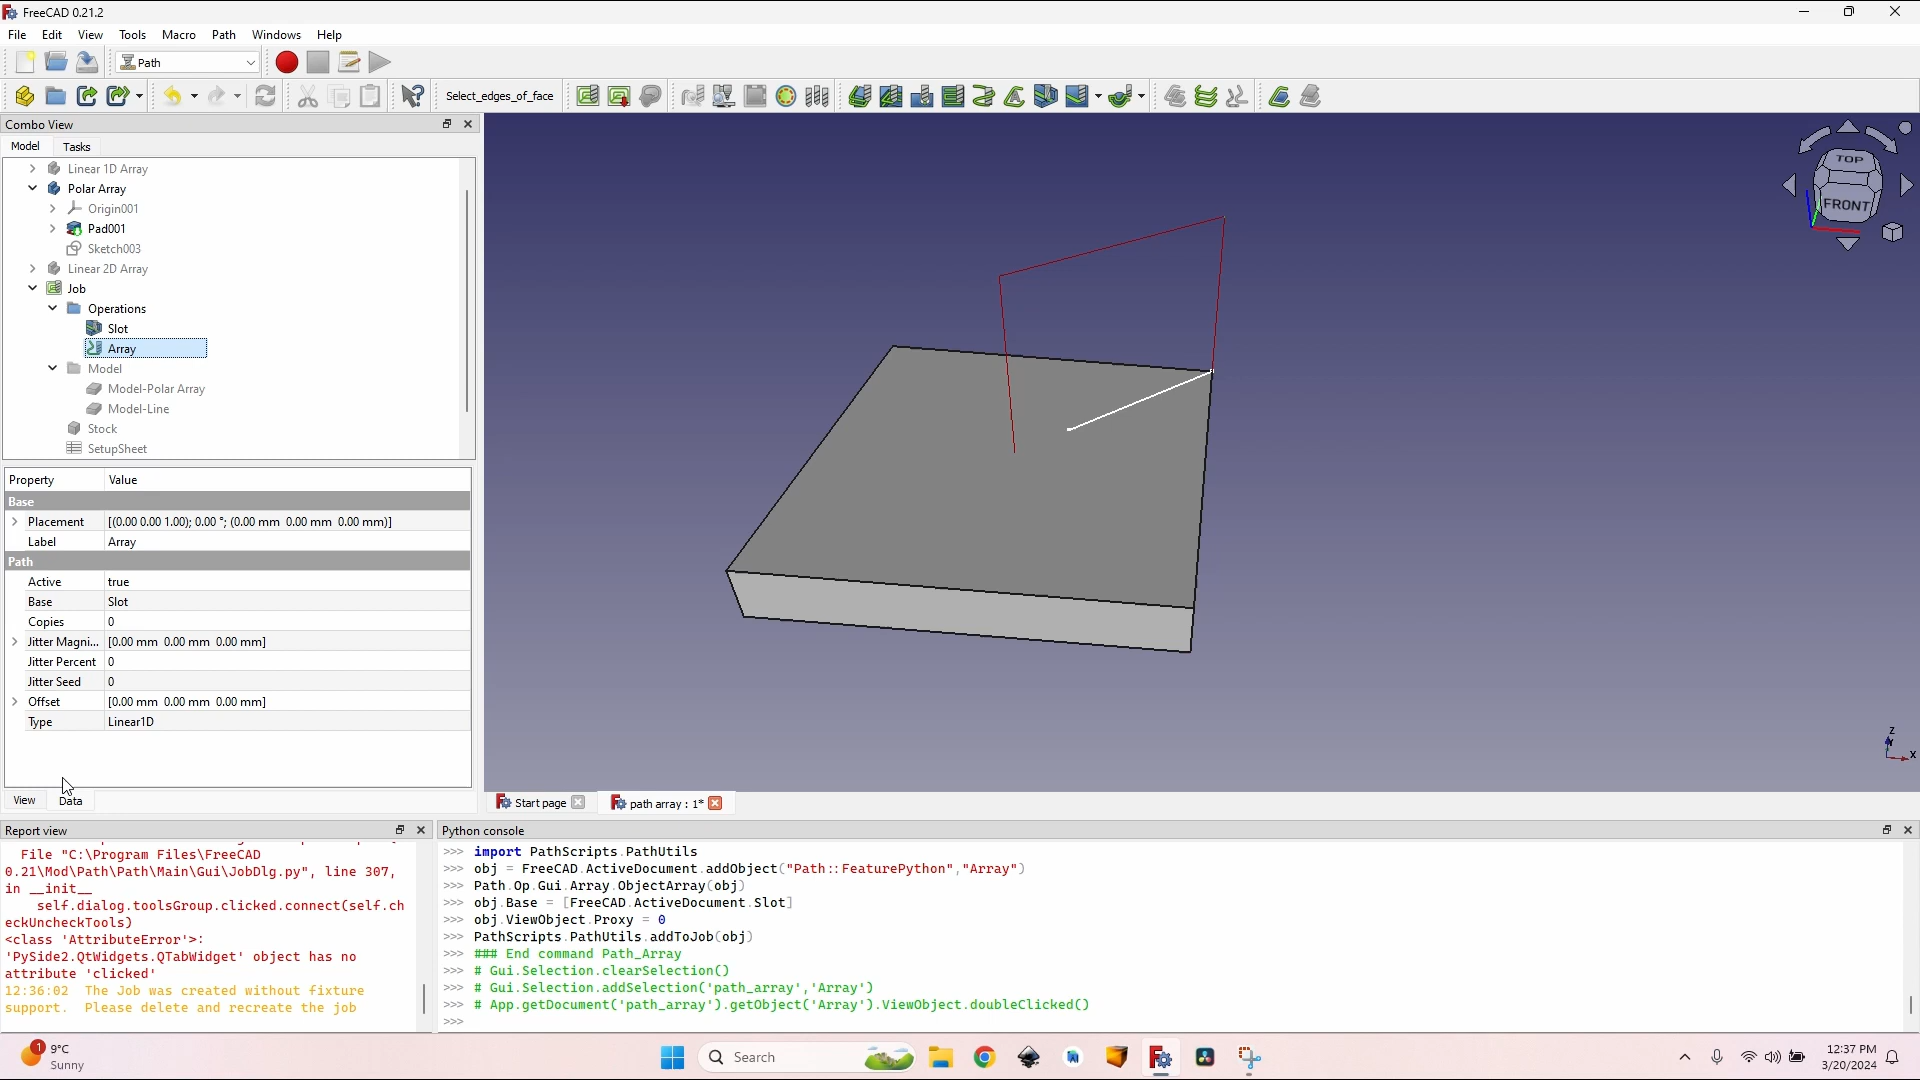 FreeCAD 0.21.2
File Edit View Tools Macro Path Windows Help
Path
Select_edges_of_face
Combo View
Model Tasks
Linear 1D Array
Polar Array
Origin001
Pad001
Sketch003
Linear 2D Array
Job
Operations
Slot
Array
Model
Model-Polar Array
Model-Line
Stock
SetupSheet
Property Value
Base
Placement [(0.00 0.00 1.00); 0.00 °; (0.00 mm 0.00 mm 0.00 mm)]
Label Array
Path
Active true
Base Slot
Copies 0
Jitter Magni... [0.00 mm 0.00 mm 0.00 mm]
Jitter Percent 0
Jitter Seed 0
Offset [0.00 mm 0.00 mm 0.00 mm]
Type Linear1D
View Data
TOP
FRONT
Z
X
Start page path array : 1*
Report view
File "C:\Program Files\FreeCAD
0.21\Mod\Path\Path\Main\Gui\JobDlg.py", line 307,
in __init__
self.dialog.toolsGroup.clicked.connect(self.ch
eckUncheckTools)
<class 'AttributeError'>:
'PySide2.QtWidgets.QTabWidget' object has no
attribute 'clicked'
12:36:02 The Job was created without fixture
support. Please delete and recreate the job
Python console
>>> import PathScripts.PathUtils
>>> obj = FreeCAD.ActiveDocument.addObject("Path::FeaturePython","Array")
>>> Path.Op.Gui.Array.ObjectArray(obj)
>>> obj.Base = [FreeCAD.ActiveDocument.Slot]
>>> obj.ViewObject.Proxy = 0
>>> PathScripts.PathUtils.addToJob(obj)
>>> ### End command Path_Array
>>> # Gui.Selection.clearSelection()
>>> # Gui.Selection.addSelection('path_array','Array')
>>> # App.getDocument('path_array').getObject('Array').ViewObject.doubleClicked()
>>>
1
9°C
Sunny
Search
12:37 PM
3/20/2024